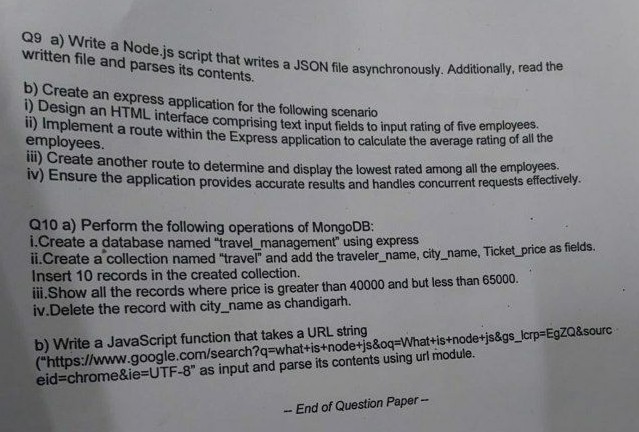 Q9 a) Write a Node.js script that writes a JSON file asynchronously. Additionally, read the
written file and parses its contents.
b) Create an express application for the following scenario
i) Design an HTML interface comprising text input fields to input rating of five employees.
ii) Implement a route within the Express application to calculate the average rating of all the
employees.
iii) Create another route to determine and display the lowest rated among all the employees.
iv) Ensure the application provides accurate results and handles concurrent requests effectively.
Q10 a) Perform the following operations of MongoDB:
i.Create a database named "travel_management" using express
ii.Create a collection named "travel" and add the traveler_name, city_name, Ticket_price as fields.
Insert 10 records in the created collection.
iii.Show all the records where price is greater than 40000 and but less than 65000.
iv.Delete the record with city_name as chandigarh.
b) Write a JavaScript function that takes a URL string
("https://www.google.com/search?q=what+is+node+js&oq=What+is+node+js&gs_lcrp=EgZQ&sourc
eid=chrome&ie=UTF-8" as input and parse its contents using url module.
-- End of Question Paper --